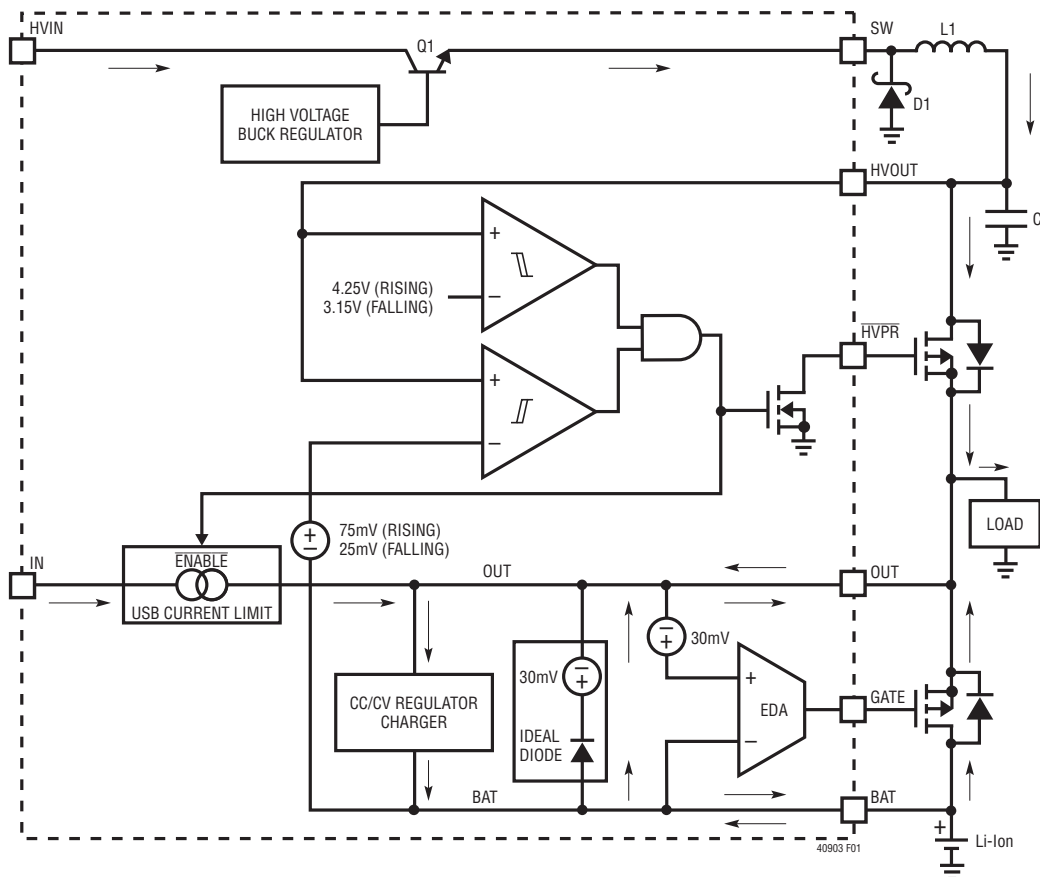 HVIN
Q1
SW
L1
HIGH VOLTAGE
BUCK REGULATOR
D1
HVOUT
C
+
4.25V (RISING)
3.15V (FALLING)
–
HVPR
+
–
+
–
75mV (RISING)
25mV (FALLING)
LOAD
IN
ENABLE
OUT
OUT
USB CURRENT LIMIT
–
+
30mV
30mV
–
+
+
CC/CV REGULATOR
CHARGER
EDA
GATE
IDEAL
DIODE
–
BAT
BAT
+
Li-Ion
40903 F01